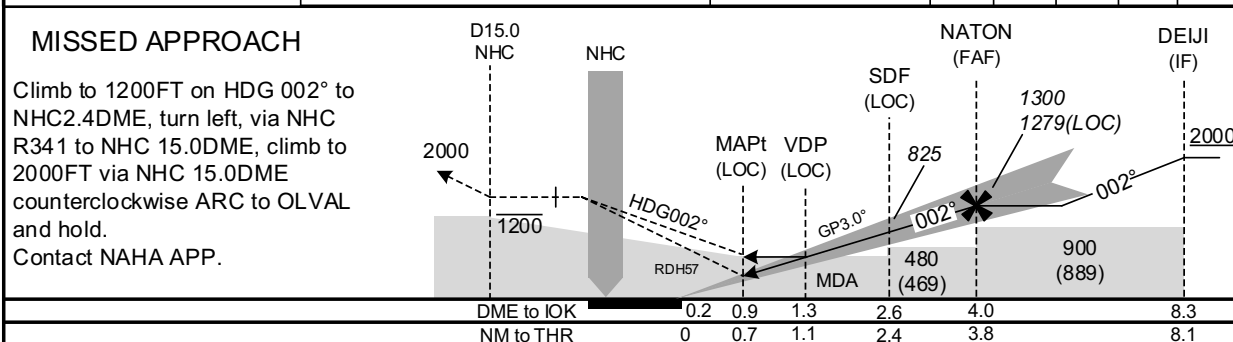 MISSED APPROACH
Climb to 1200FT on HDG 002° to
NHC2.4DME, turn left, via NHC
R341 to NHC 15.0DME, climb to
2000FT via NHC 15.0DME
counterclockwise ARC to OLVAL
and hold.
Contact NAHA APP.
D15.0
NHC
NHC
NATON
(FAF)
DEIJI
(IF)
SDF
(LOC)
1300
1279(LOC)
MAPt
(LOC)
VDP
(LOC)
825
2000
2000
1200
HDG002°
GP3.0°
002°
002°
RDH57
MDA
480
(469)
900
(889)
DME to IOK 0.2 0.9 1.3 2.6 4.0 8.3
NM to THR 0 0.7 1.1 2.4 3.8 8.1